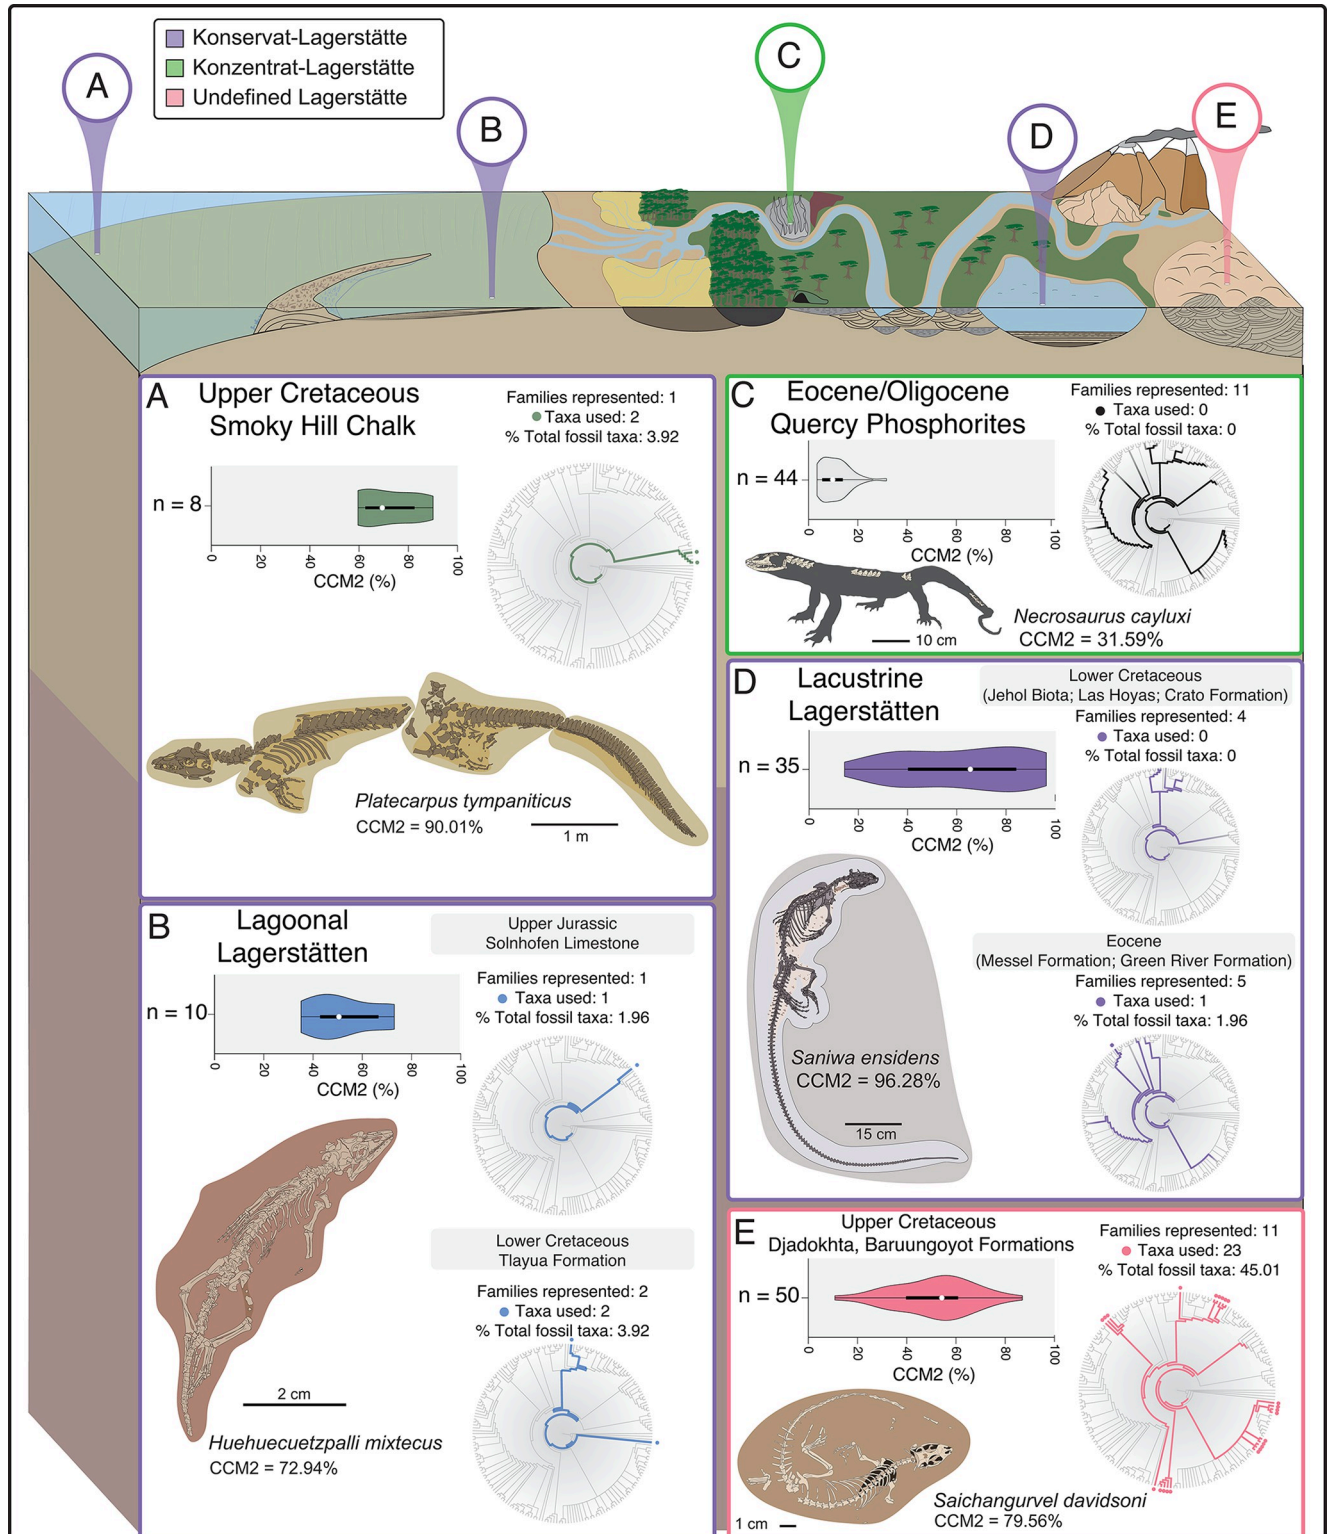 Konservat-Lagerstätte
Konzentrat-Lagerstätte
Undefined Lagerstätte
A
B
C
D
E
A
Upper Cretaceous
Smoky Hill Chalk
Families represented: 1
Taxa used: 2
% Total fossil taxa: 3.92
n = 8
0 20 40 60 80 100
CCM2 (%)
Platecarpus tympaniticus
CCM2 = 90.01%
1 m
B
Lagoonal
Lagerstätten
Upper Jurassic
Solnhofen Limestone
Families represented: 1
Taxa used: 1
% Total fossil taxa: 1.96
n = 10
0 20 40 60 80 100
CCM2 (%)
Lower Cretaceous
Tlayua Formation
Families represented: 2
Taxa used: 2
% Total fossil taxa: 3.92
2 cm
Huehuecuetzpalli mixtecus
CCM2 = 72.94%
C
Eocene/Oligocene
Quercy Phosphorites
Families represented: 11
Taxa used: 0
% Total fossil taxa: 0
n = 44
0 20 40 60 80 100
CCM2 (%)
10 cm
Necrosaurus cayluxi
CCM2 = 31.59%
D
Lacustrine
Lagerstätten
Lower Cretaceous
(Jehol Biota; Las Hoyas; Crato Formation)
Families represented: 4
Taxa used: 0
% Total fossil taxa: 0
n = 35
0 20 40 60 80 100
CCM2 (%)
Eocene
(Messel Formation; Green River Formation)
Families represented: 5
Taxa used: 1
% Total fossil taxa: 1.96
Saniwa ensidens
CCM2 = 96.28%
15 cm
E
Upper Cretaceous
Djadokhta, Baruungoyot Formations
Families represented: 11
Taxa used: 23
% Total fossil taxa: 45.01
n = 50
0 20 40 60 80 100
CCM2 (%)
Saichangurvel davidsoni
CCM2 = 79.56%
1 cm